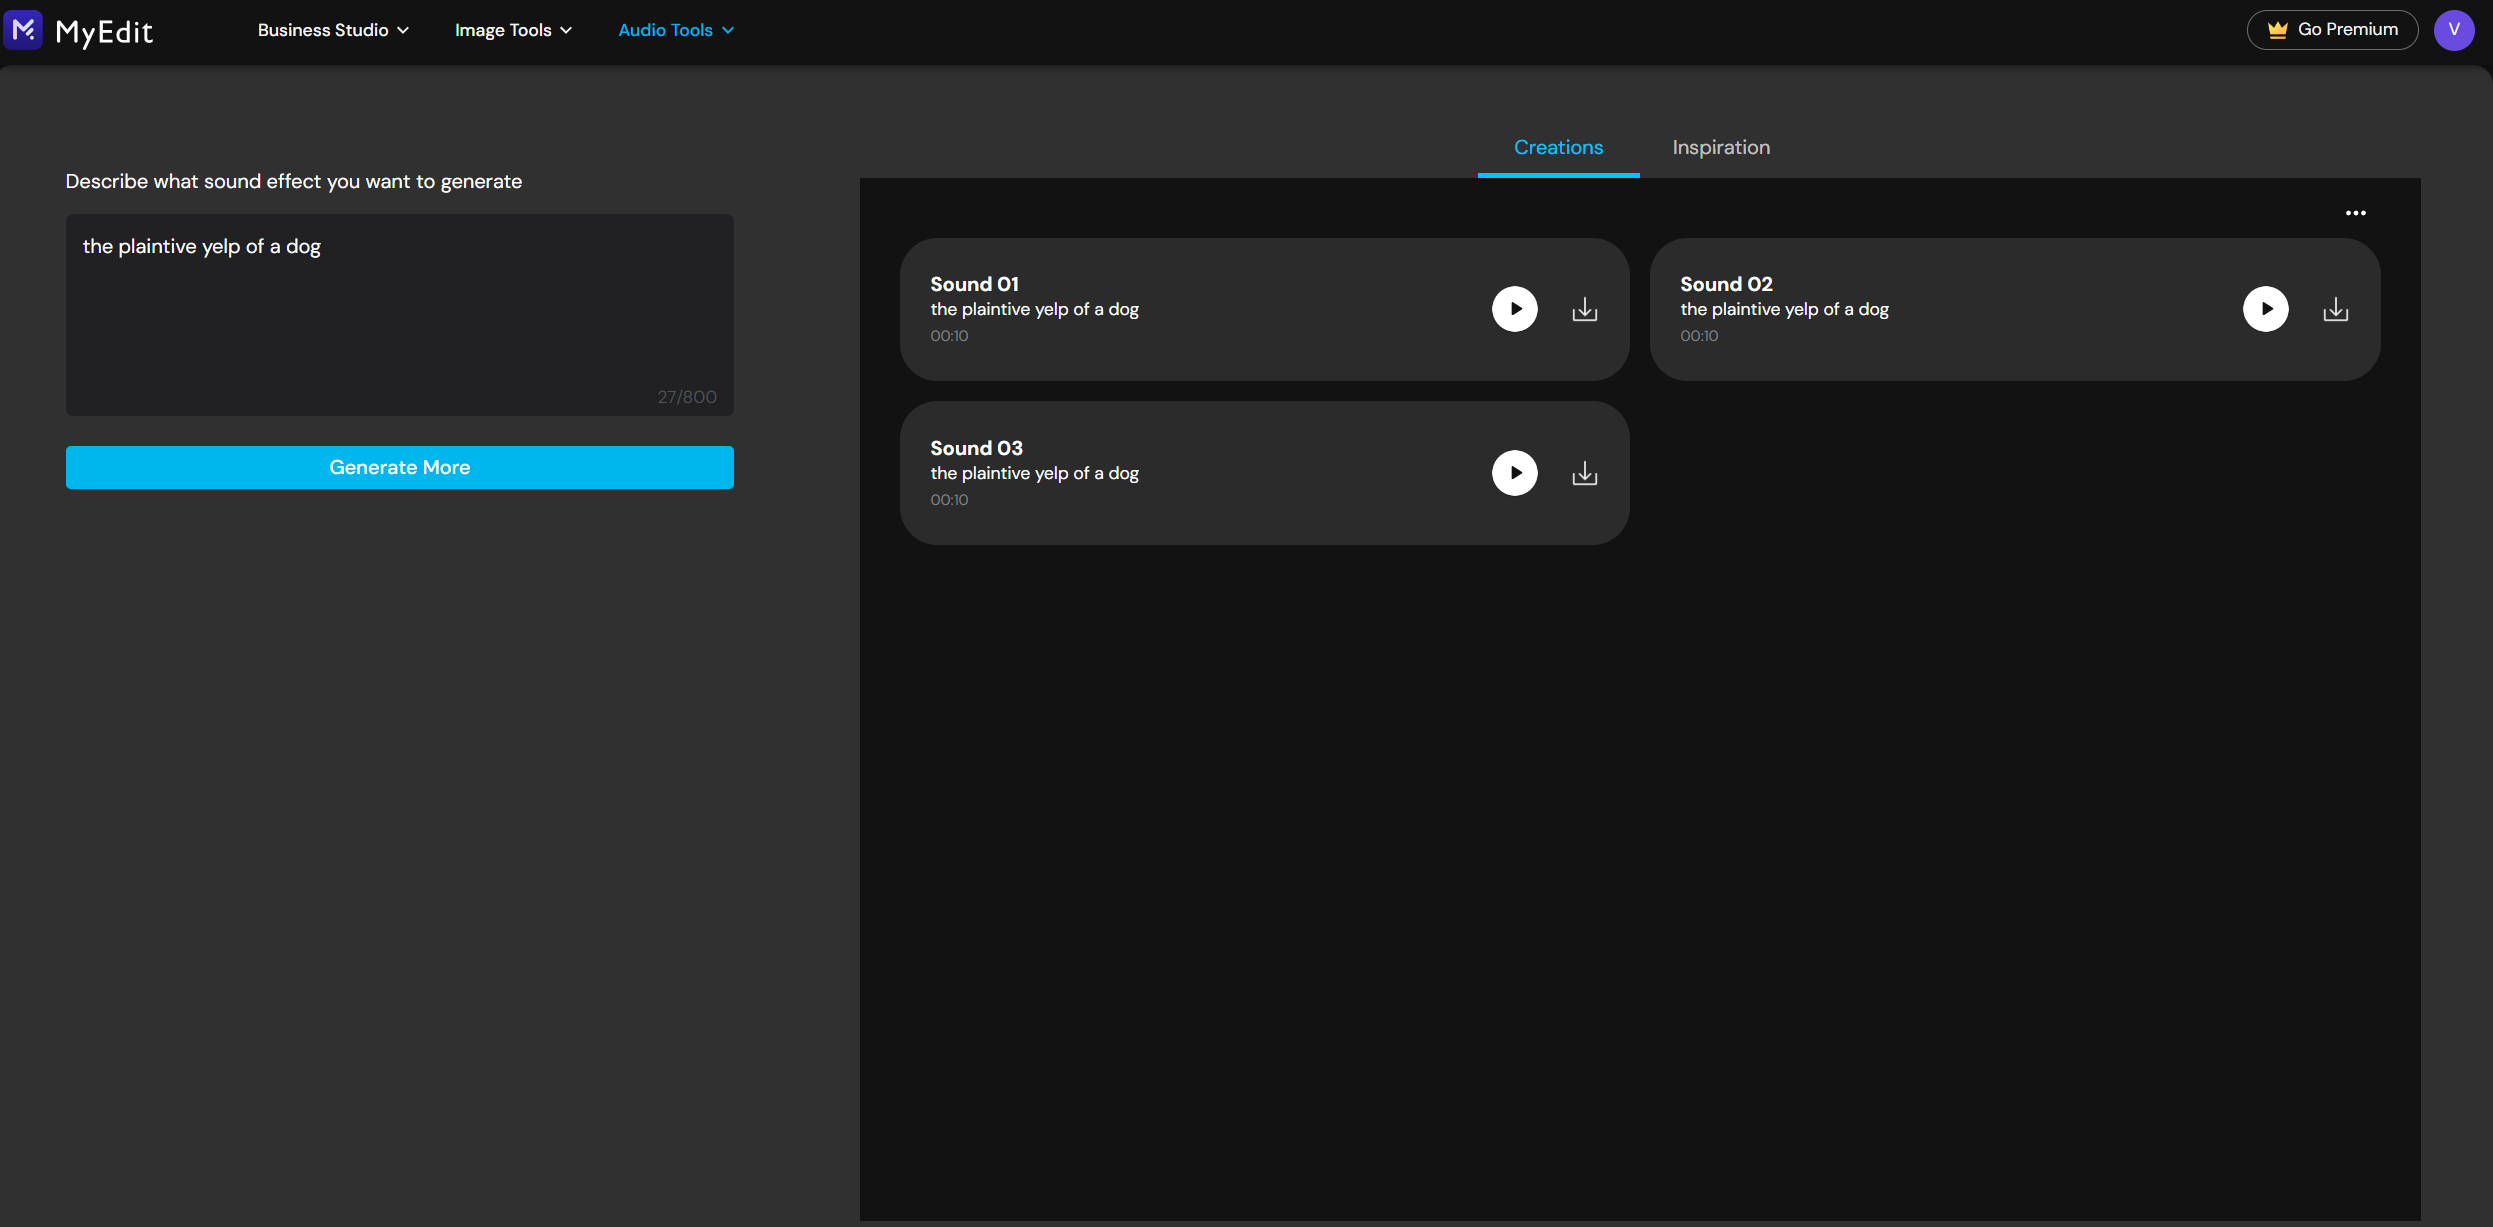 MyEdit
Business Studio
Image Tools
Audio Tools
Go Premium
V
Describe what sound effect you want to generate
the plaintive yelp of a dog
27/800
Generate More
Creations
Inspiration
Sound 01
the plaintive yelp of a dog
00:10
Sound 02
the plaintive yelp of a dog
00:10
Sound 03
the plaintive yelp of a dog
00:10